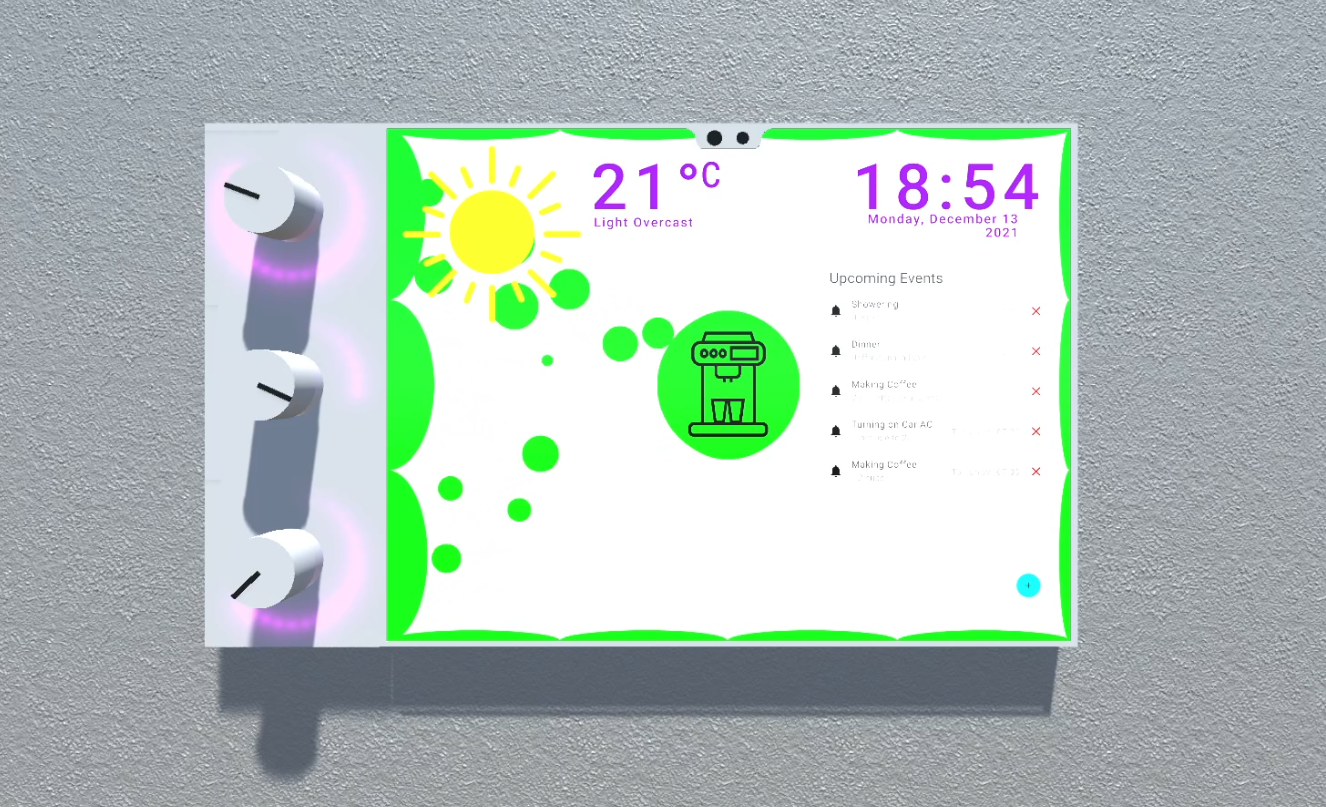 21°C
Light Overcast
18:54
Monday, December 13
2021
Upcoming Events
Showering
Dinner
Making Coffee
Turning on Car AC
Making Coffee
+